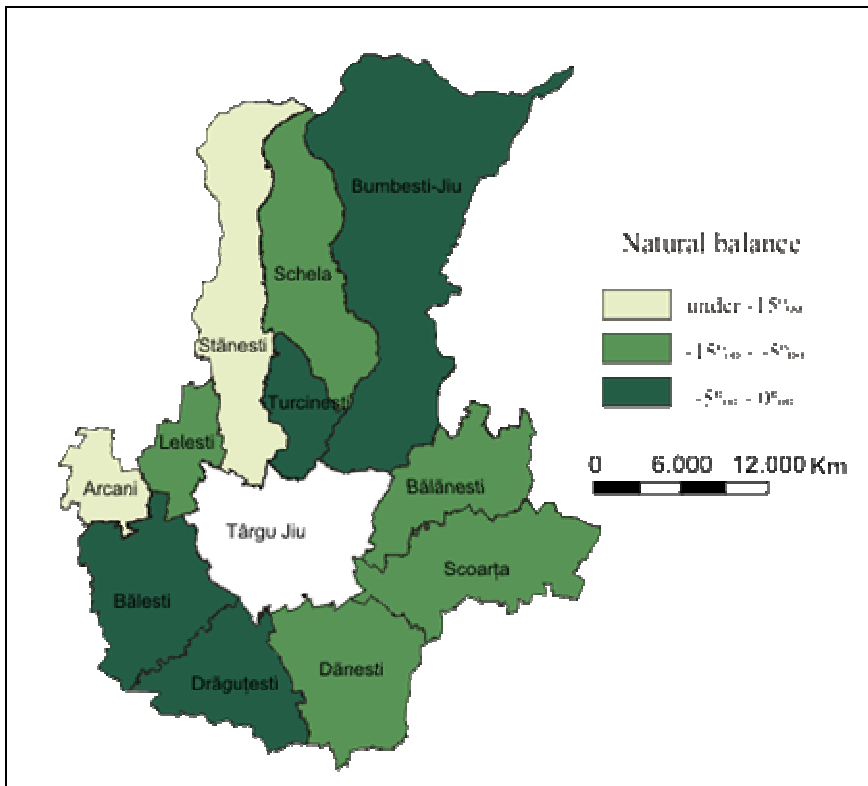 Bumbesti-Jiu
Natural balance
Schela
under -15‰
Stănesti
-15‰ - -5‰
Turcinesti
-5‰ - 0‰
Lelesti
0 6.000 12.000 Km
Arcani
Bălănesti
Târgu Jiu
Scoarța
Bălesti
Dănesti
Drăguțesti